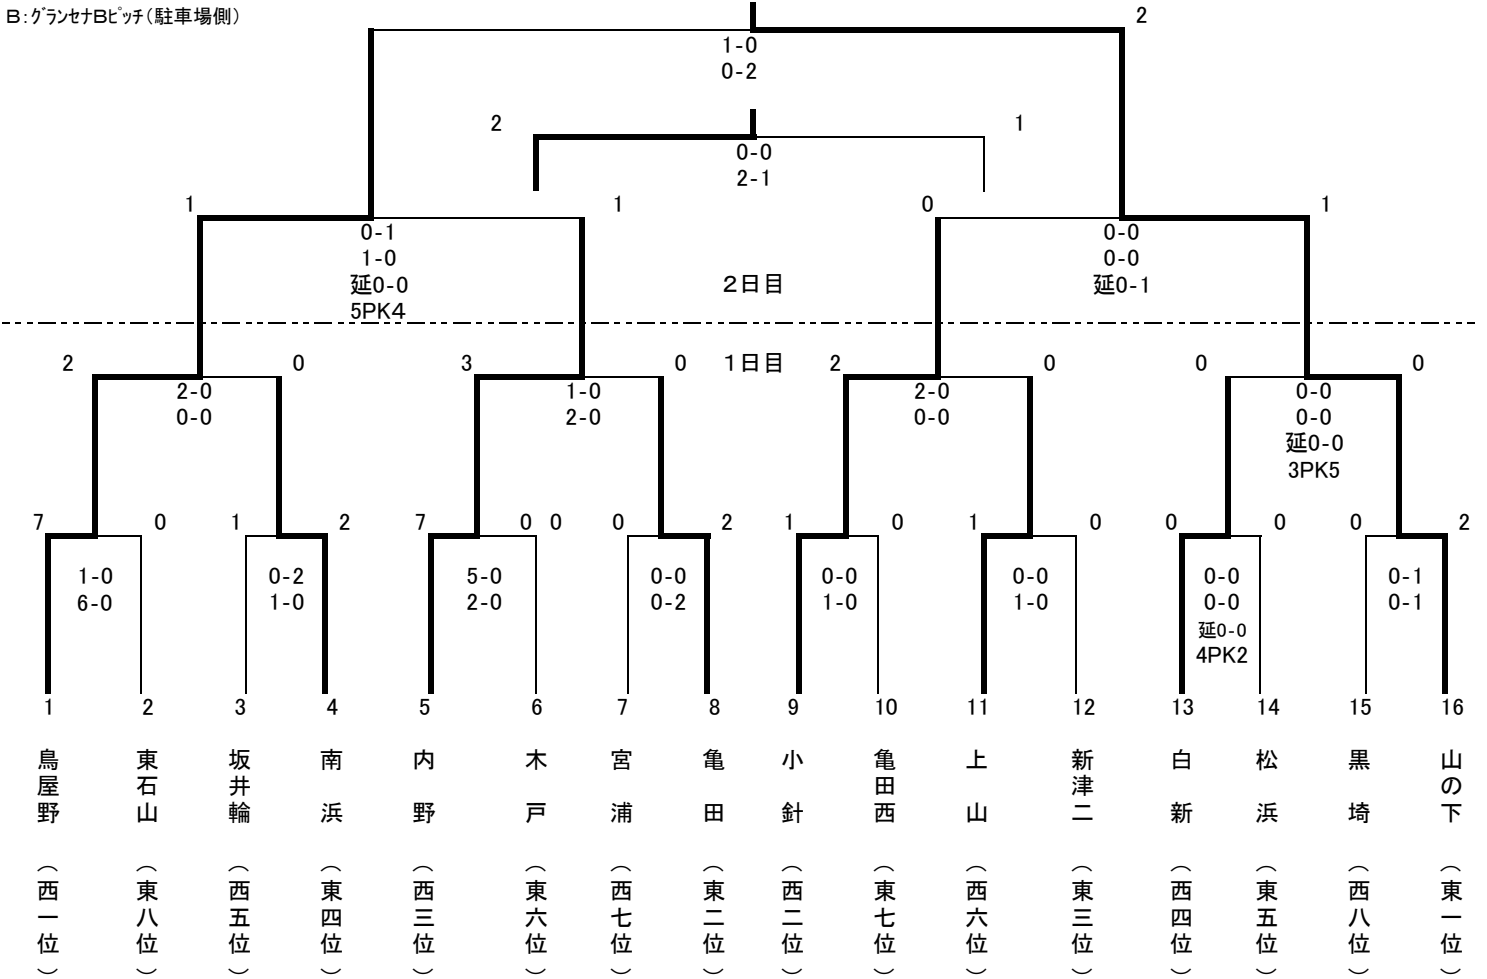 B:ｸﾞﾗﾝｾﾅBﾋﾟｯﾁ(駐車場側)
2
1-0
0-2
2 1
0-0
2-1
1 1 0 1
0-1 0-0
1-0 0-0
延0-0 2日目 延0-1
5PK4
2 0 3 0 1日目 2 0 0 0
2-0 1-0 2-0 0-0
0-0 2-0 0-0 0-0
延0-0
3PK5
7 0 1 2 7 0 0 0 2 1 0 1 0 0 0 0 2
1-0 0-2 5-0 0-0 0-0 0-0 0-0 0-1
6-0 1-0 2-0 0-2 1-0 1-0 0-0 0-1
延0-0
4PK2
1 2 3 4 5 6 7 8 9 10 11 12 13 14 15 16
鳥屋野(西一位)
東石山(東八位)
坂井輪(西五位)
南浜(東四位)
内野(西三位)
木戸(東六位)
宮浦(西七位)
亀田(東二位)
小針(西二位)
亀田西(東七位)
上山(西六位)
新津二(東三位)
白新(西四位)
松浜(東五位)
黒埼(西八位)
山の下(東一位)